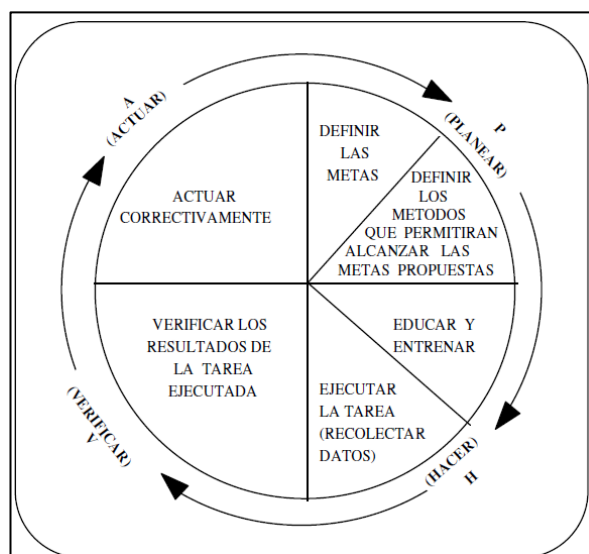 A
(ACTUAR)
P
(PLANEAR)
DEFINIR
LAS
METAS
DEFINIR
LOS
METODOS
QUE PERMITIRAN
ALCANZAR LAS
METAS PROPUESTAS
ACTUAR
CORRECTIVAMENTE
EDUCAR Y
ENTRENAR
VERIFICAR LOS
RESULTADOS DE
LA TAREA
EJECUTADA
EJECUTAR
LA TAREA
(RECOLECTAR
DATOS)
(VERIFICAR)
V
(HACER)
H